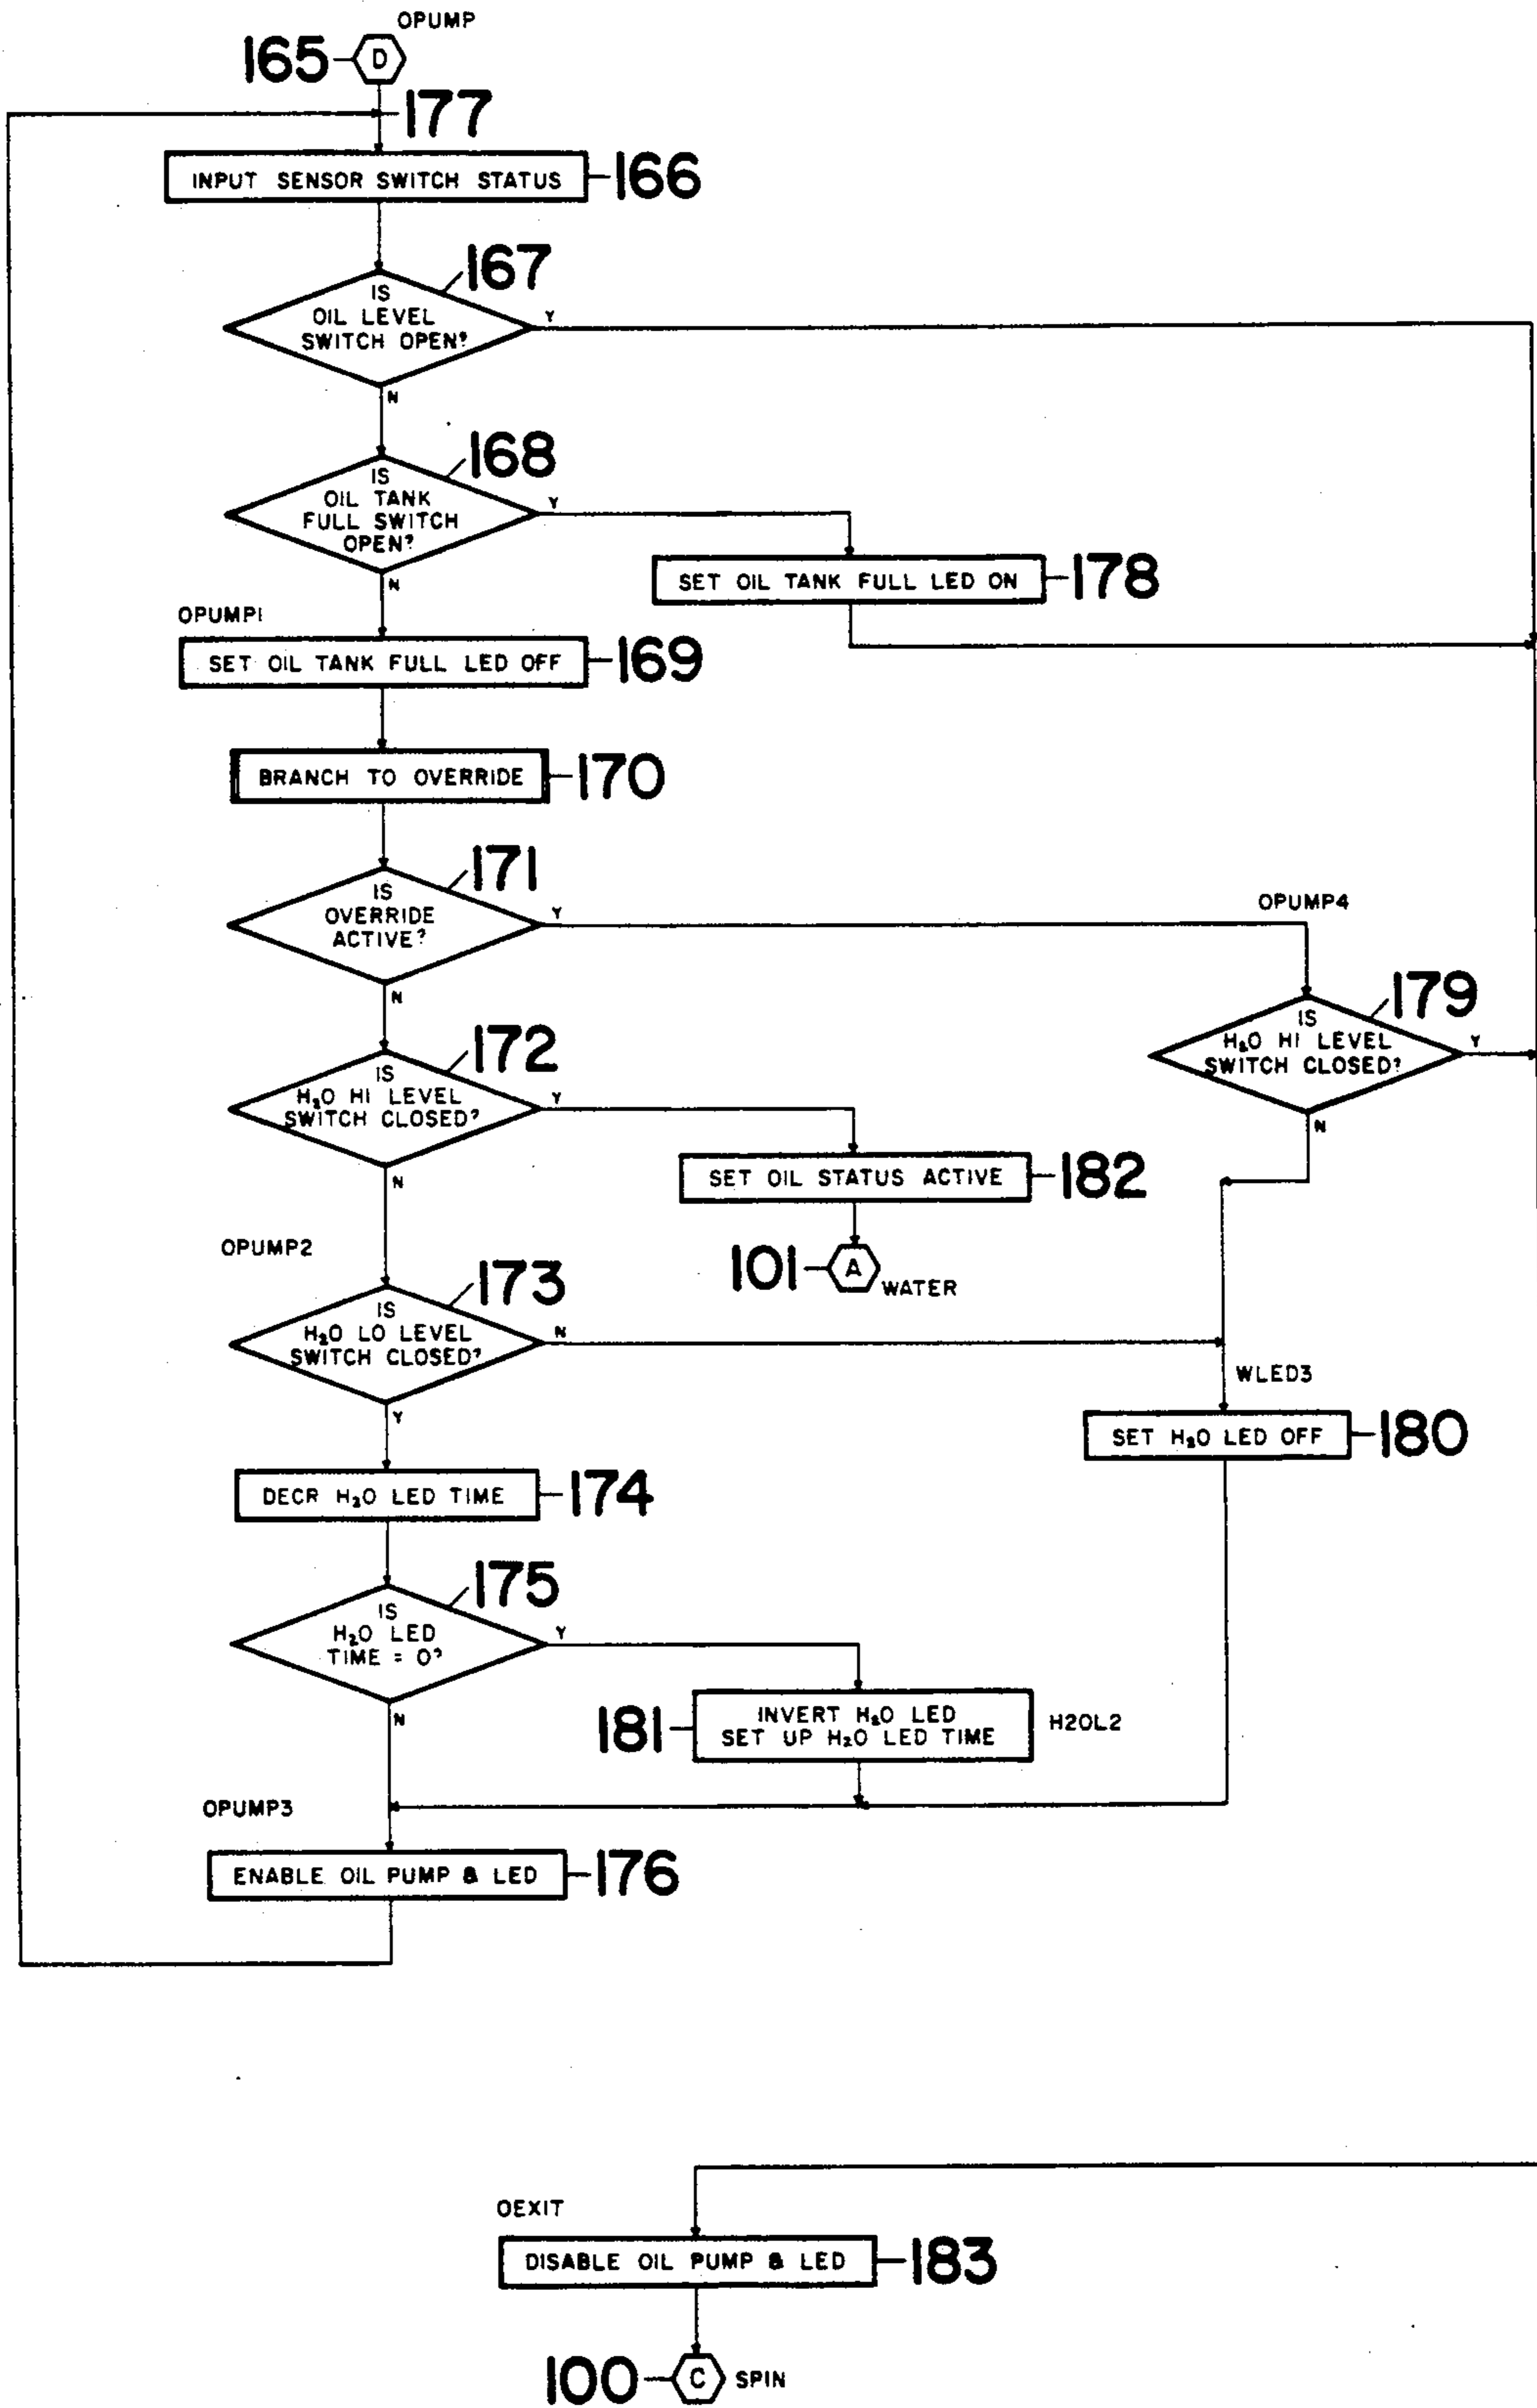 OPUMP
165
D
177
INPUT SENSOR SWITCH STATUS
166
167
IS
OIL LEVEL
SWITCH OPEN?
Y
N
168
IS
OIL TANK
FULL SWITCH
OPEN?
Y
N
SET OIL TANK FULL LED ON
178
OPUMP1
SET OIL TANK FULL LED OFF
169
BRANCH TO OVERRIDE
170
171
IS
OVERRIDE
ACTIVE?
Y
N
OPUMP4
179
IS
H₂O HI LEVEL
SWITCH CLOSED?
Y
N
172
IS
H₂O HI LEVEL
SWITCH CLOSED?
Y
N
SET OIL STATUS ACTIVE
182
101
A
WATER
OPUMP2
173
IS
H₂O LO LEVEL
SWITCH CLOSED?
N
Y
WLED3
SET H₂O LED OFF
180
DECR H₂O LED TIME
174
175
IS
H₂O LED
TIME = 0?
Y
N
181
INVERT H₂O LED
SET UP H₂O LED TIME
H2OL2
OPUMP3
ENABLE OIL PUMP & LED
176
OEXIT
DISABLE OIL PUMP & LED
183
100
C
SPIN